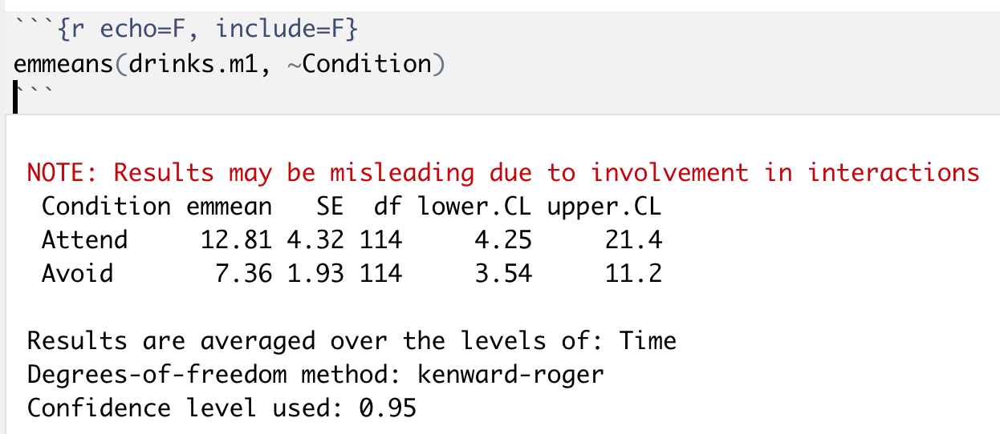 ```{r echo=F, include=F}
emmeans(drinks.m1, ~Condition)
```
NOTE: Results may be misleading due to involvement in interactions
Condition emmean SE df lower.CL upper.CL
Attend 12.81 4.32 114 4.25 21.4
Avoid 7.36 1.93 114 3.54 11.2
Results are averaged over the levels of: Time
Degrees-of-freedom method: kenward-roger
Confidence level used: 0.95